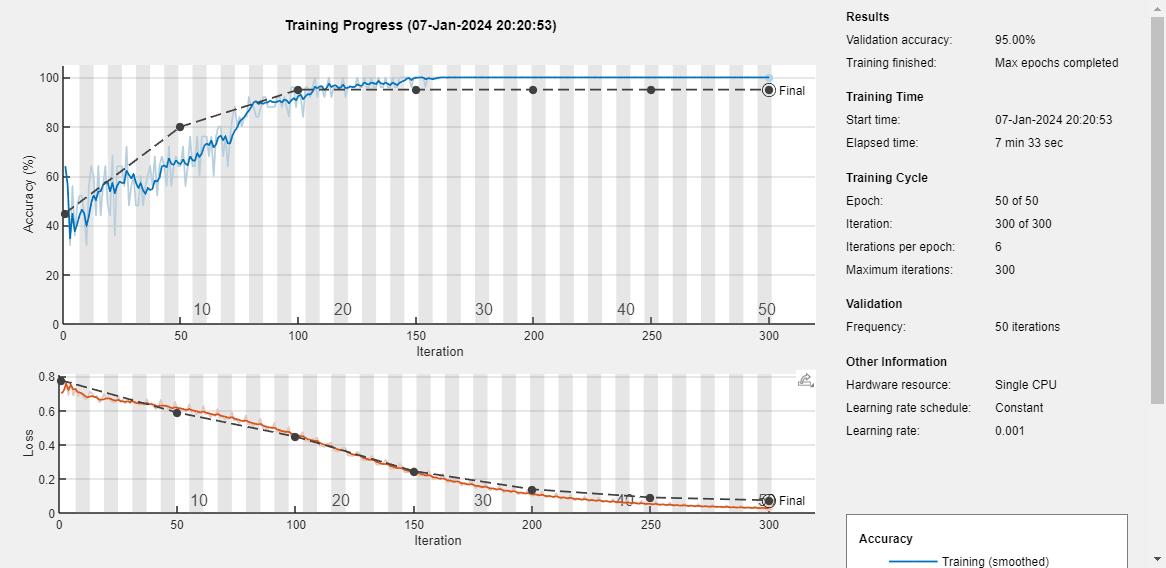 Training Progress (07-Jan-2024 20:20:53)
100
80
60
40
20
0
Accuracy (%)
10
20
30
40
50
Final
0
50
100
150
200
250
300
Iteration
0.8
0.6
0.4
0.2
0
Loss
10
20
30
40
50
Final
0
50
100
150
200
250
300
Iteration
Results
Validation accuracy: 95.00%
Training finished: Max epochs completed
Training Time
Start time: 07-Jan-2024 20:20:53
Elapsed time: 7 min 33 sec
Training Cycle
Epoch: 50 of 50
Iteration: 300 of 300
Iterations per epoch: 6
Maximum iterations: 300
Validation
Frequency: 50 iterations
Other Information
Hardware resource: Single CPU
Learning rate schedule: Constant
Learning rate: 0.001
Accuracy
Training (smoothed)